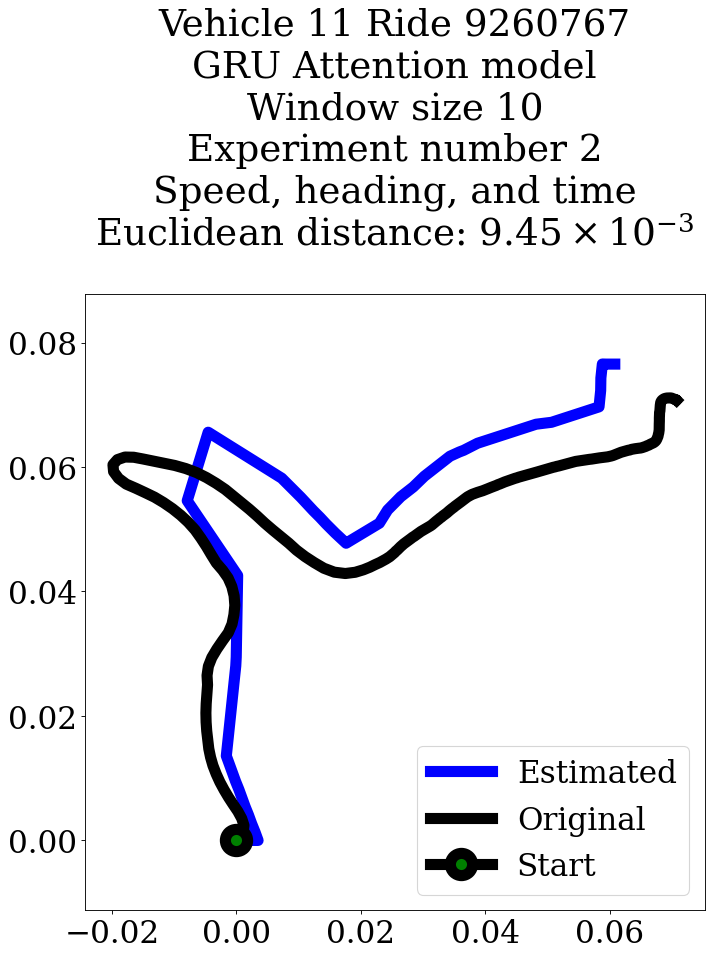 Vehicle 11 Ride 9260767
GRU Attention model
Window size 10
Experiment number 2
Speed, heading, and time
Euclidean distance: 9.45 × 10⁻³
0.08
0.06
0.04
0.02
0.00
Estimated
Original
Start
−0.02 0.00 0.02 0.04 0.06